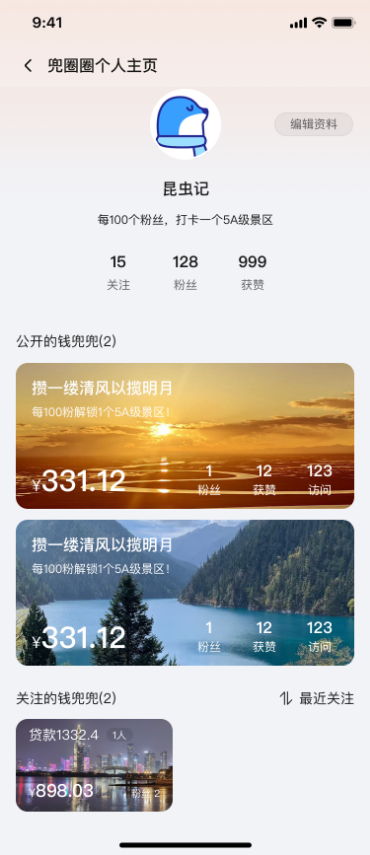 9:41
兜圈圈个人主页
编辑资料
昆虫记
每100个粉丝，打卡一个5A级景区
15 128 999
关注 粉丝 获赞
公开的钱兜兜(2)
攒一缕清风以揽明月
每100粉解锁1个5A级景区！
¥331.12
1 12 123
粉丝 获赞 访问
攒一缕清风以揽明月
每100粉解锁1个5A级景区！
¥331.12
1 12 123
粉丝 获赞 访问
关注的钱兜兜(2)
最近关注
贷款1332.4 1人
¥898.03
粉丝 2